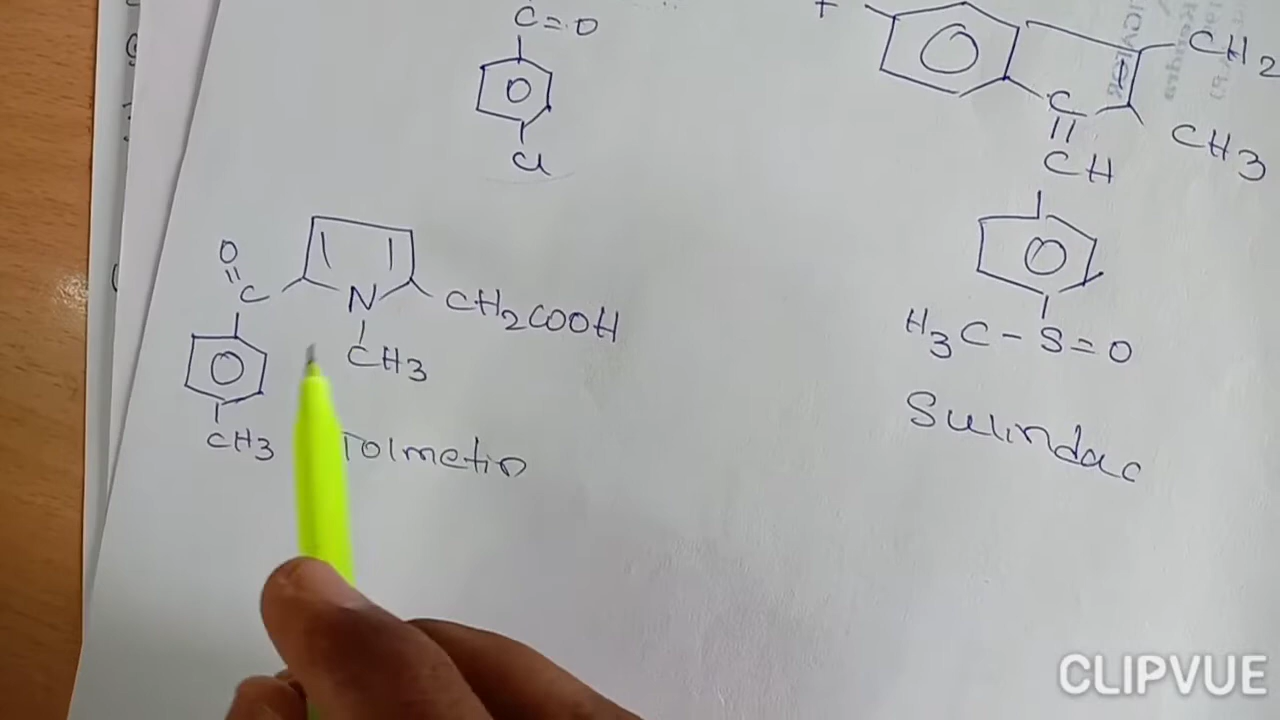 C=O
Cl
O
C
N
CH2COOH
CH3
CH3
Tolmetin
CH2
C
CH3
CH
H3C-S=O
Sulindac
CLIPVUE